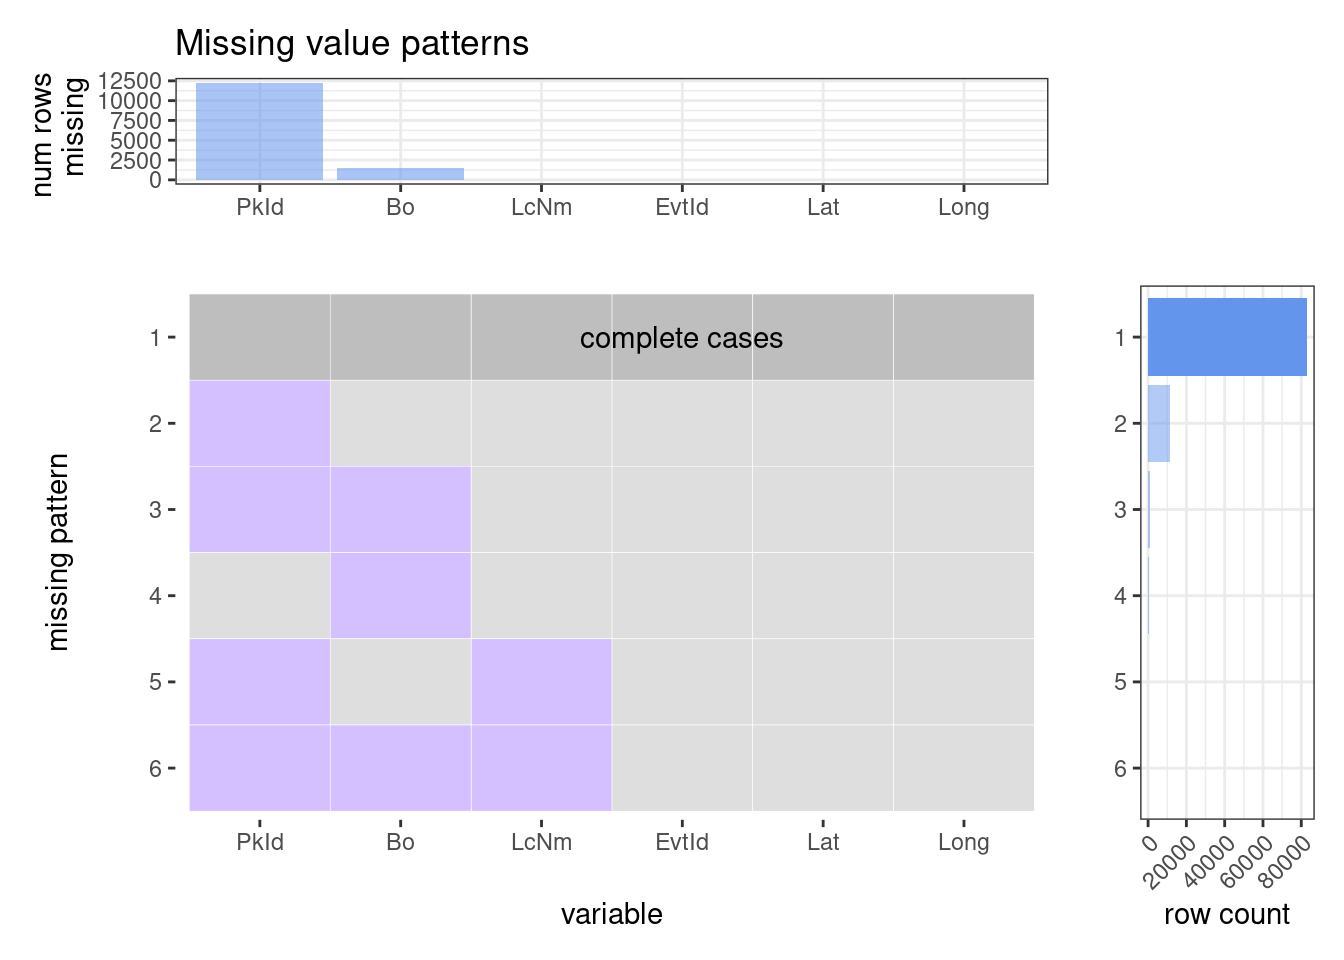 Missing value patterns
num rows
missing
12500
10000
7500
5000
2500
0
PkId Bo LcNm EvtId Lat Long
missing pattern
1
2
3
4
5
6
complete cases
PkId Bo LcNm EvtId Lat Long
variable
1
2
3
4
5
6
0 20000 40000 60000 80000
row count